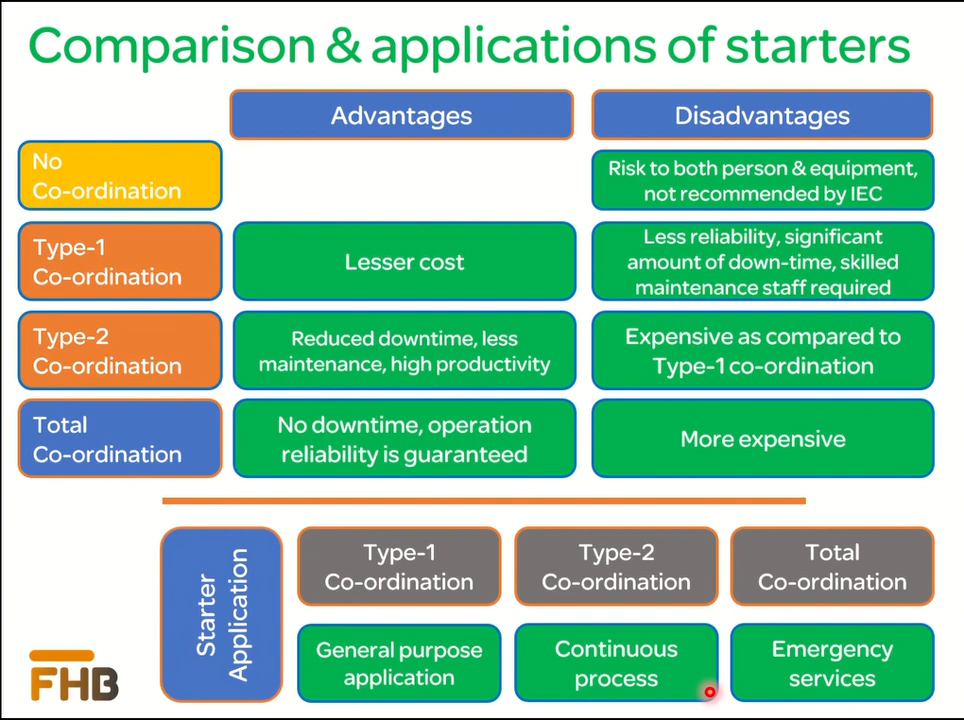 Comparison & applications of starters
Advantages
Disadvantages
No
Co-ordination
Risk to both person & equipment,
not recommended by IEC
Type-1
Co-ordination
Lesser cost
Less reliability, significant
amount of down-time, skilled
maintenance staff required
Type-2
Co-ordination
Reduced downtime, less
maintenance, high productivity
Expensive as compared to
Type-1 co-ordination
Total
Co-ordination
No downtime, operation
reliability is guaranteed
More expensive
Starter
Application
Type-1
Co-ordination
Type-2
Co-ordination
Total
Co-ordination
General purpose
application
Continuous
process
Emergency
services
FHB